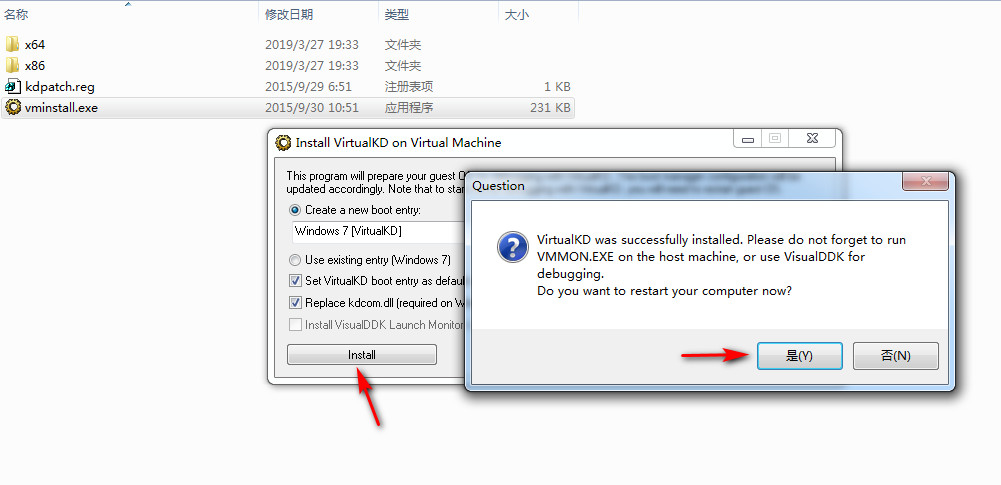 名称 修改日期 类型 大小
x64 2019/3/27 19:33 文件夹
x86 2019/3/27 19:33 文件夹
kdpatch.reg 2015/9/29 6:51 注册表项 1 KB
vminstall.exe 2015/9/30 10:51 应用程序 231 KB
Install VirtualKD on Virtual Machine
This program will prepare your guest
updated accordingly. Note that to
Create a new boot entry:
Windows 7 [VirtualKD]
Use existing entry (Windows 7)
Set VirtualKD boot entry as
Replace kdcom.dll (required on
Install VisualDDK Launch Monitor
Install
Question
VirtualKD was successfully installed. Please do not forget to run
VMMON.EXE on the host machine, or use VisualDDK for
debugging.
Do you want to restart your computer now?
是(Y) 否(N)